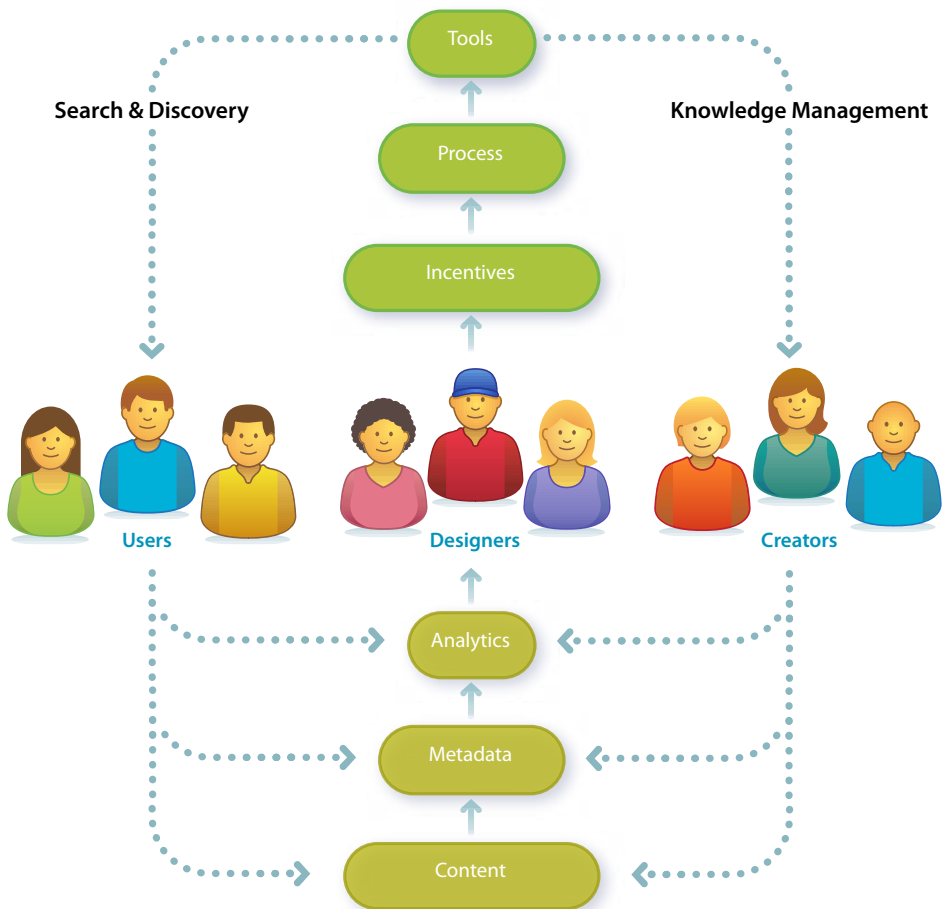 Tools
Search & Discovery
Knowledge Management
Process
Incentives
Users
Designers
Creators
Analytics
Metadata
Content